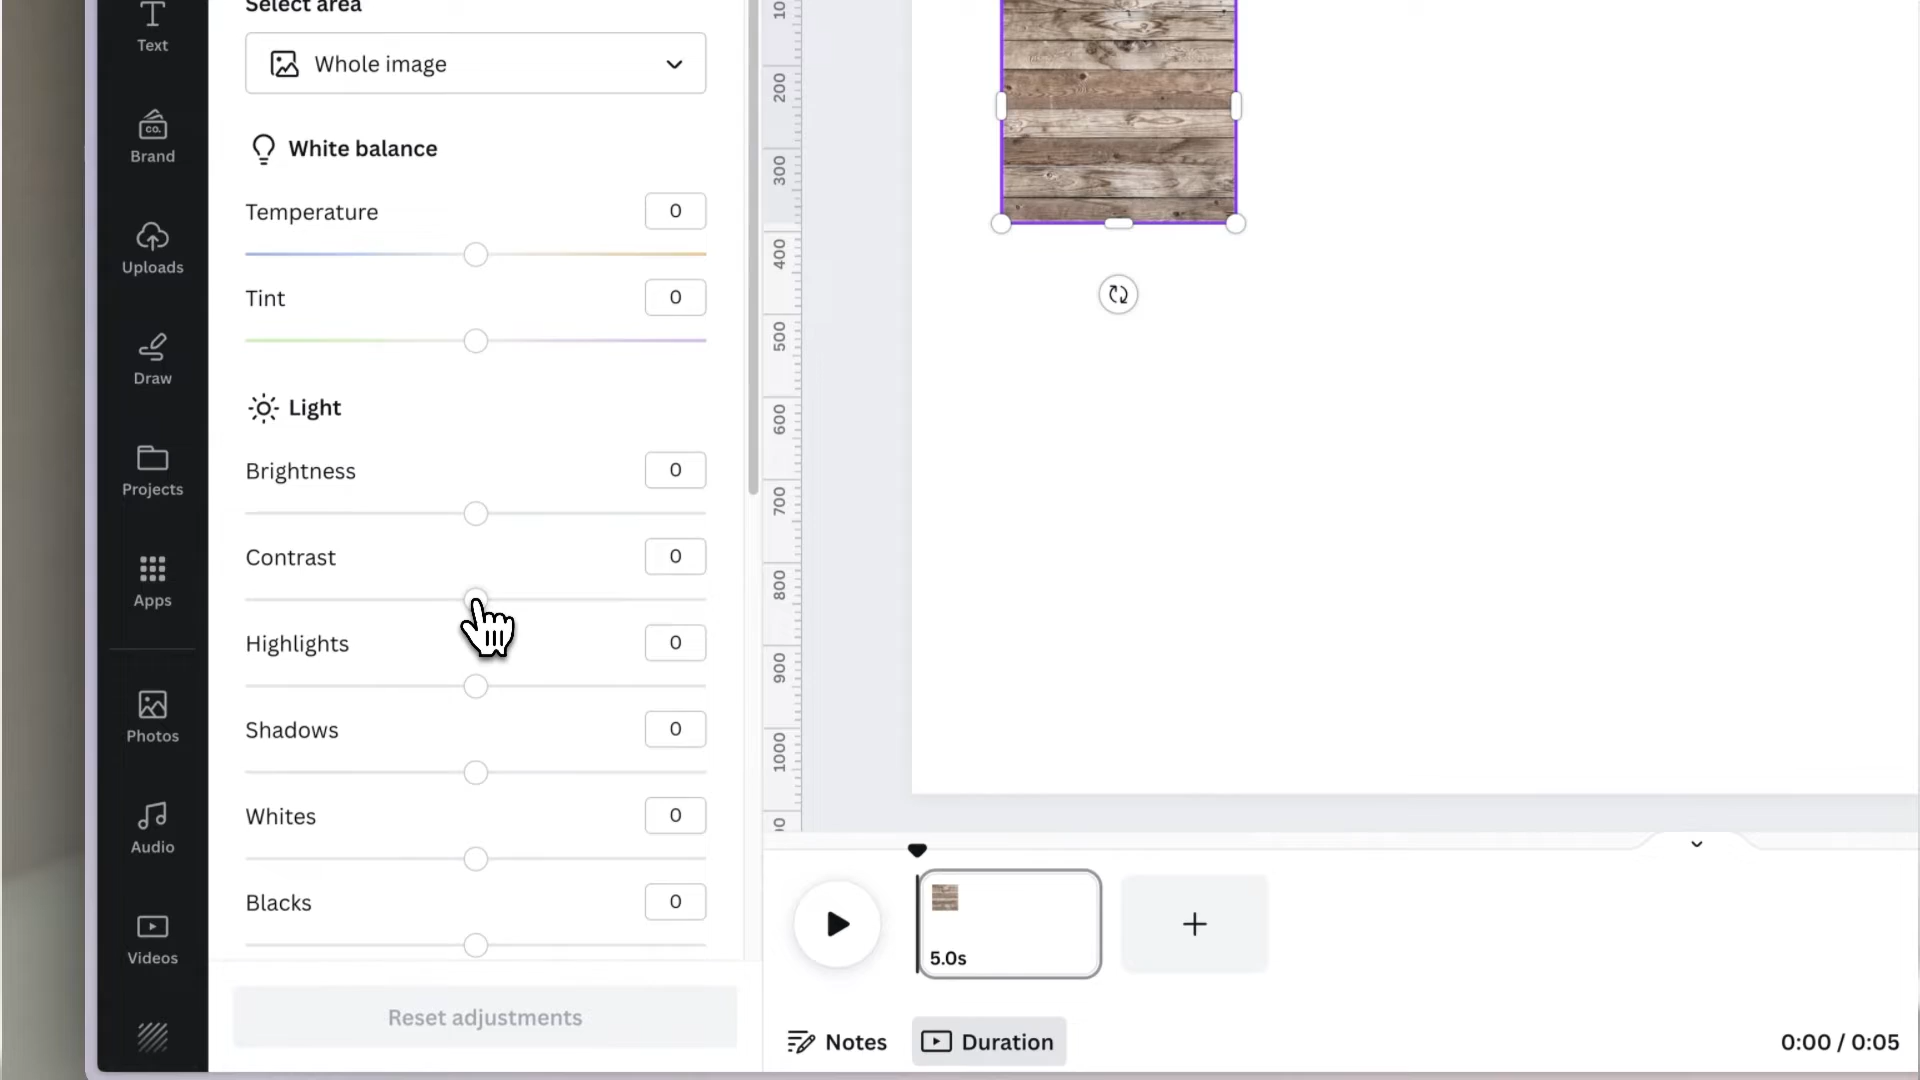 Text
Brand
CO.
Uploads
Draw
Projects
Apps
Photos
Audio
Videos
Select area
Whole image
White balance
Temperature 0
Tint 0
Light
Brightness 0
Contrast 0
Highlights 0
Shadows 0
Whites 0
Blacks 0
Reset adjustments
200
300
400
500
600
700
800
900
1000
5.0s
Notes
Duration
0:00 / 0:05